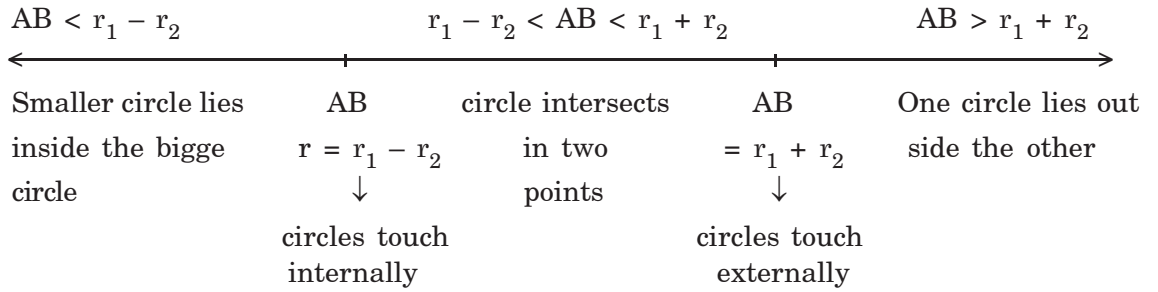 AB < r₁ – r₂ r₁ – r₂ < AB < r₁ + r₂ AB > r₁ + r₂
Smaller circle lies AB circle intersects AB One circle lies out
inside the bigge r = r₁ – r₂ in two = r₁ + r₂ side the other
circle ↓ points ↓
circles touch circles touch
internally externally